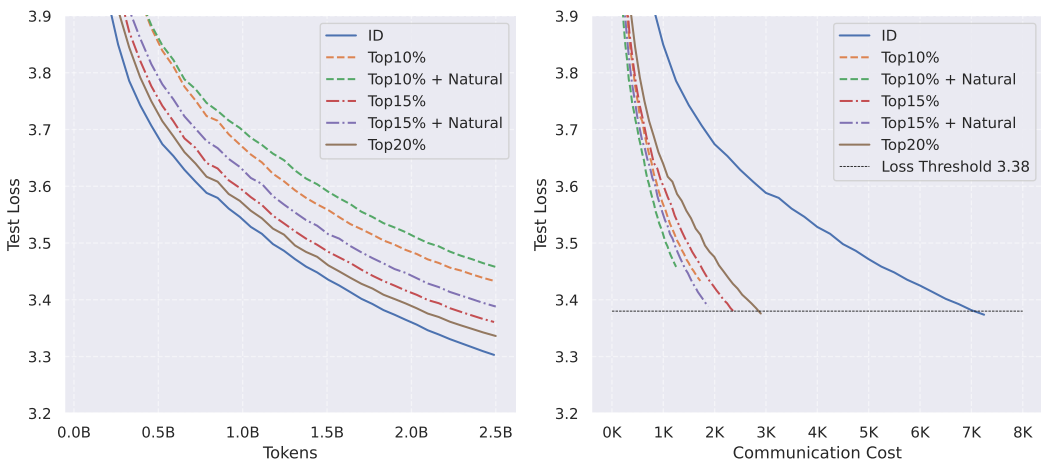 3.9
3.8
3.7
3.6
3.5
3.4
3.3
3.2
Test Loss
0.0B 0.5B 1.0B 1.5B 2.0B 2.5B
Tokens
ID
Top10%
Top10% + Natural
Top15%
Top15% + Natural
Top20%
3.9
3.8
3.7
3.6
3.5
3.4
3.3
3.2
Test Loss
0K 1K 2K 3K 4K 5K 6K 7K 8K
Communication Cost
ID
Top10%
Top10% + Natural
Top15%
Top15% + Natural
Top20%
Loss Threshold 3.38